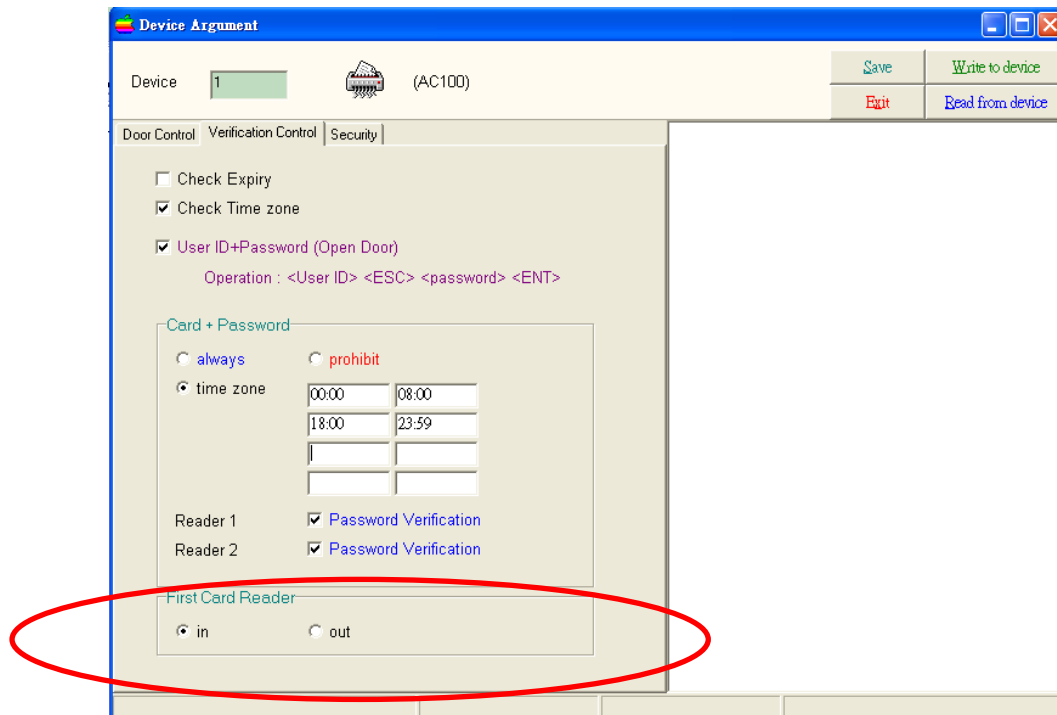 Device Argument
Device 1 (AC100)
Save Write to device
Exit Read from device
Door Control Verification Control Security
Check Expiry
Check Time zone
User ID+Password (Open Door)
Operation : <User ID> <ESC> <password> <ENT>
Card + Password
always prohibit
time zone 00:00 08:00
18:00 23:59
Reader 1 Password Verification
Reader 2 Password Verification
First Card Reader
in out